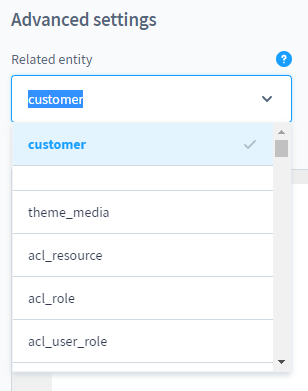 Advanced settings
Related entity ?
customer
customer
theme_media
acl_resource
acl_role
acl_user_role